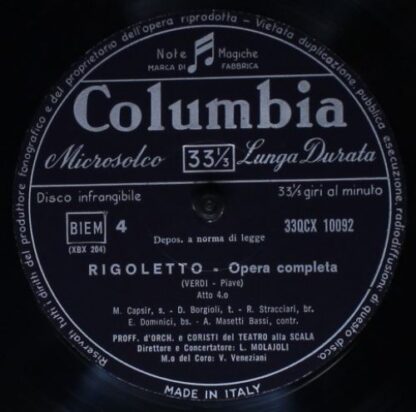 Riservati tutti i diritti del produttore fonografico e del proprietario dell'opera riprodotta - Vietata duplicazione, pubblica esecuzione, radiodiffusione di questo disco.
Note Magiche
MARCA DI FABBRICA
Columbia
Microsolco 33⅓ Lunga Durata
Disco infrangibile 33⅓ giri al minuto
BIEM 4 33QCX 10092
(XBX 204)
Depos. a norma di legge
RIGOLETTO - Opera completa
(VERDI - Piave)
Atto 4.o
M. Capsir, s. - D. Borgioli, t. - R. Stracciari, br.
E. Dominici, bs. - A. Masetti Bassi, contr.
PROFF. d'ORCH. e CORISTI del TEATRO alla SCALA
Direttore e Concertatore: L. MOLAJOLI
M.o del Coro: V. Veneziani
MADE IN ITALY